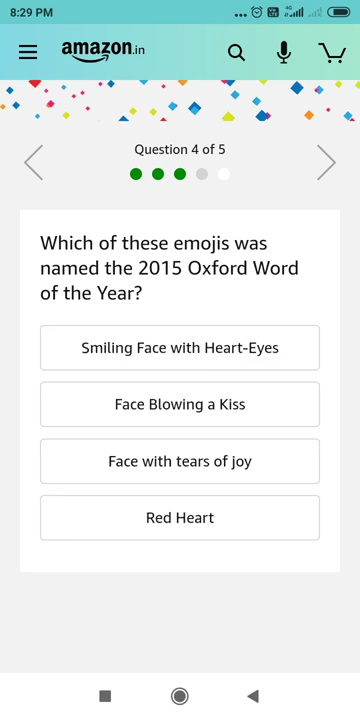 8:29 PM
amazon.in
Question 4 of 5
Which of these emojis was
named the 2015 Oxford Word
of the Year?
Smiling Face with Heart-Eyes
Face Blowing a Kiss
Face with tears of joy
Red Heart